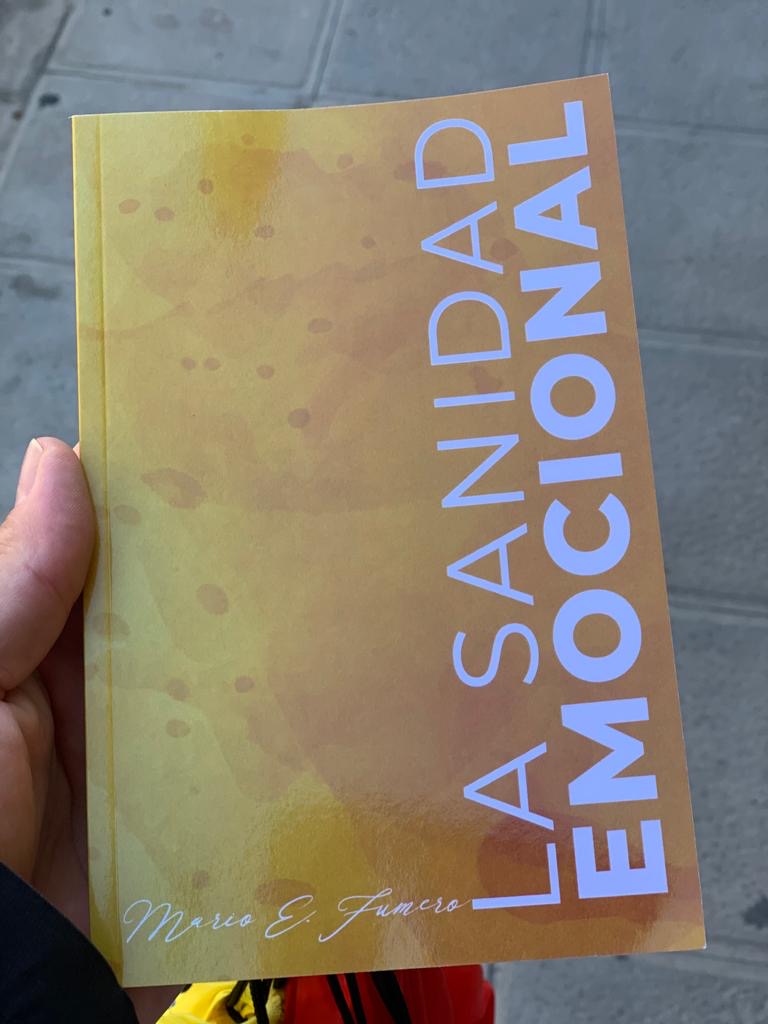 LA SANIDAD
EMOCIONAL
Mario E. Fumero